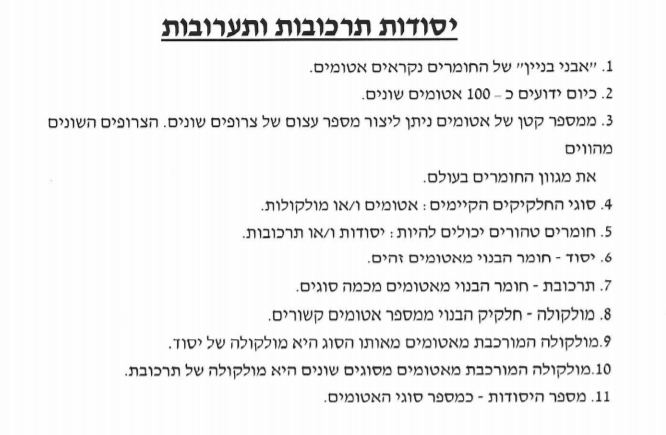 יסודות תרכובות ותערובות
1. ״אבני בניין״ של החומרים נקראים אטומים.
2. כיום ידועים כ – 100 אטומים שונים.
3. ממספר קטן של אטומים ניתן ליצור מספר עצום של צרופים שונים. הצרופים השונים
מהווים
את מגוון החומרים בעולם.
4. סוגי החלקיקים הקיימים : אטומים ו/או מולקולות.
5. חומרים טהורים יכולים להיות : יסודות ו/או תרכובות.
6. יסוד - חומר הבנוי מאטומים זהים.
7. תרכובת - חומר הבנוי מאטומים מכמה סוגים.
8. מולקולה - חלקיק הבנוי ממספר אטומים קשורים.
9.מולקולה המורכבת מאטומים מאותו הסוג היא מולקולה של יסוד.
10.מולקולה המורכבת מאטומים מסוגים שונים היא מולקולה של תרכובת.
11. מספר היסודות - כמספר סוגי האטומים.